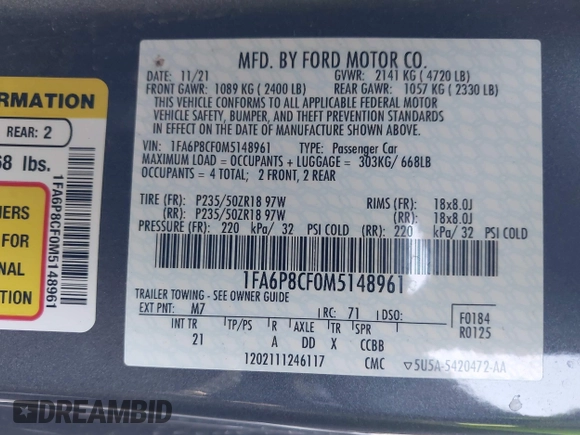 MFD. BY FORD MOTOR CO.
DATE: 11/21 GVWR: 2141 KG ( 4720 LB)
FRONT GAWR: 1089 KG ( 2400 LB) REAR GAWR: 1057 KG ( 2330 LB)
THIS VEHICLE CONFORMS TO ALL APPLICABLE FEDERAL MOTOR
VEHICLE SAFETY, BUMPER, AND THEFT PREVENTION STANDARDS
IN EFFECT ON THE DATE OF MANUFACTURE SHOWN ABOVE.
VIN: 1FA6P8CF0M5148961 TYPE: Passenger Car
MAXIMUM LOAD = OCCUPANTS + LUGGAGE = 303KG/ 668LB
OCCUPANTS = 4 TOTAL; 2 FRONT, 2 REAR
TIRE (FR): P235/50ZR18 97W RIMS (FR): 18x8.0J
(RR): P235/50ZR18 97W (RR): 18x8.0J
PRESSURE (FR): 220 kPa/ 32 PSI COLD (RR) 220 kPa/ 32 PSI COLD
1FA6P8CF0M5148961
TRAILER TOWING - SEE OWNER GUIDE
EXT PNT: M7 RC: 71 DSO: F0184
R0125
INT TR TP/PS R AXLE TR SPR
21 A DD X CCBB
1202111246117 CMC 5U5A-5420472-AA
ORMATION
REAR: 2
68 lbs.
1FA6P8CF0M5148961
NERS
FOR
NAL
TION
DREAMBID